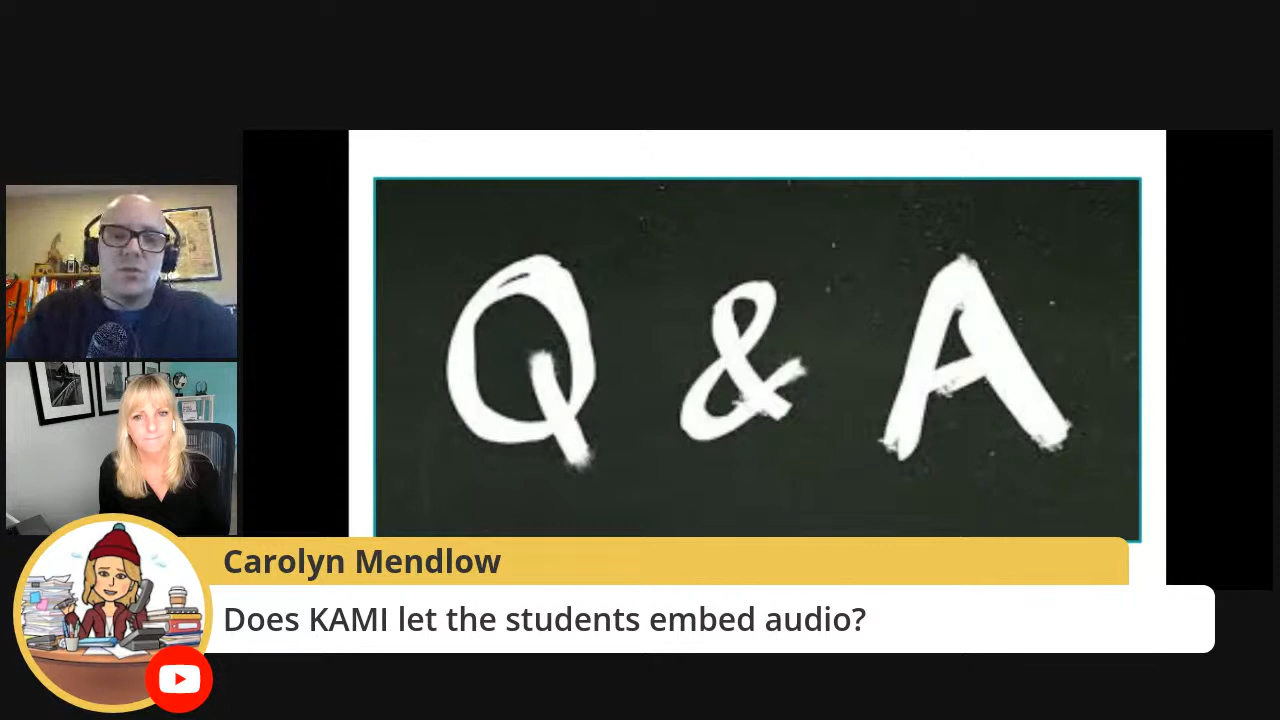 Q & A
Carolyn Mendlow
Does KAMI let the students embed audio?